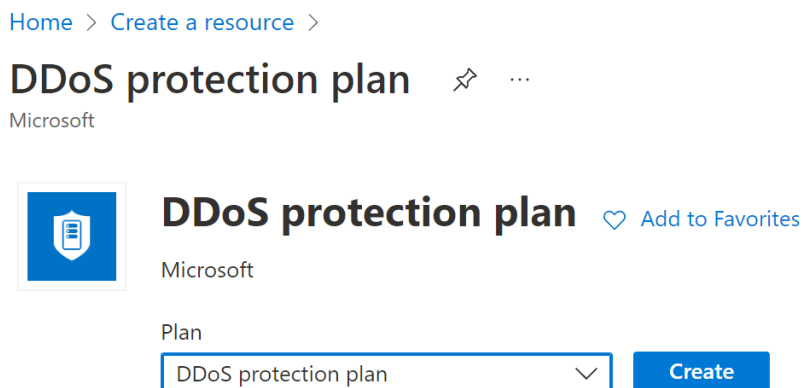 Home > Create a resource >
DDoS protection plan ...
Microsoft
DDoS protection plan Add to Favorites
Microsoft
Plan
DDoS protection plan Create